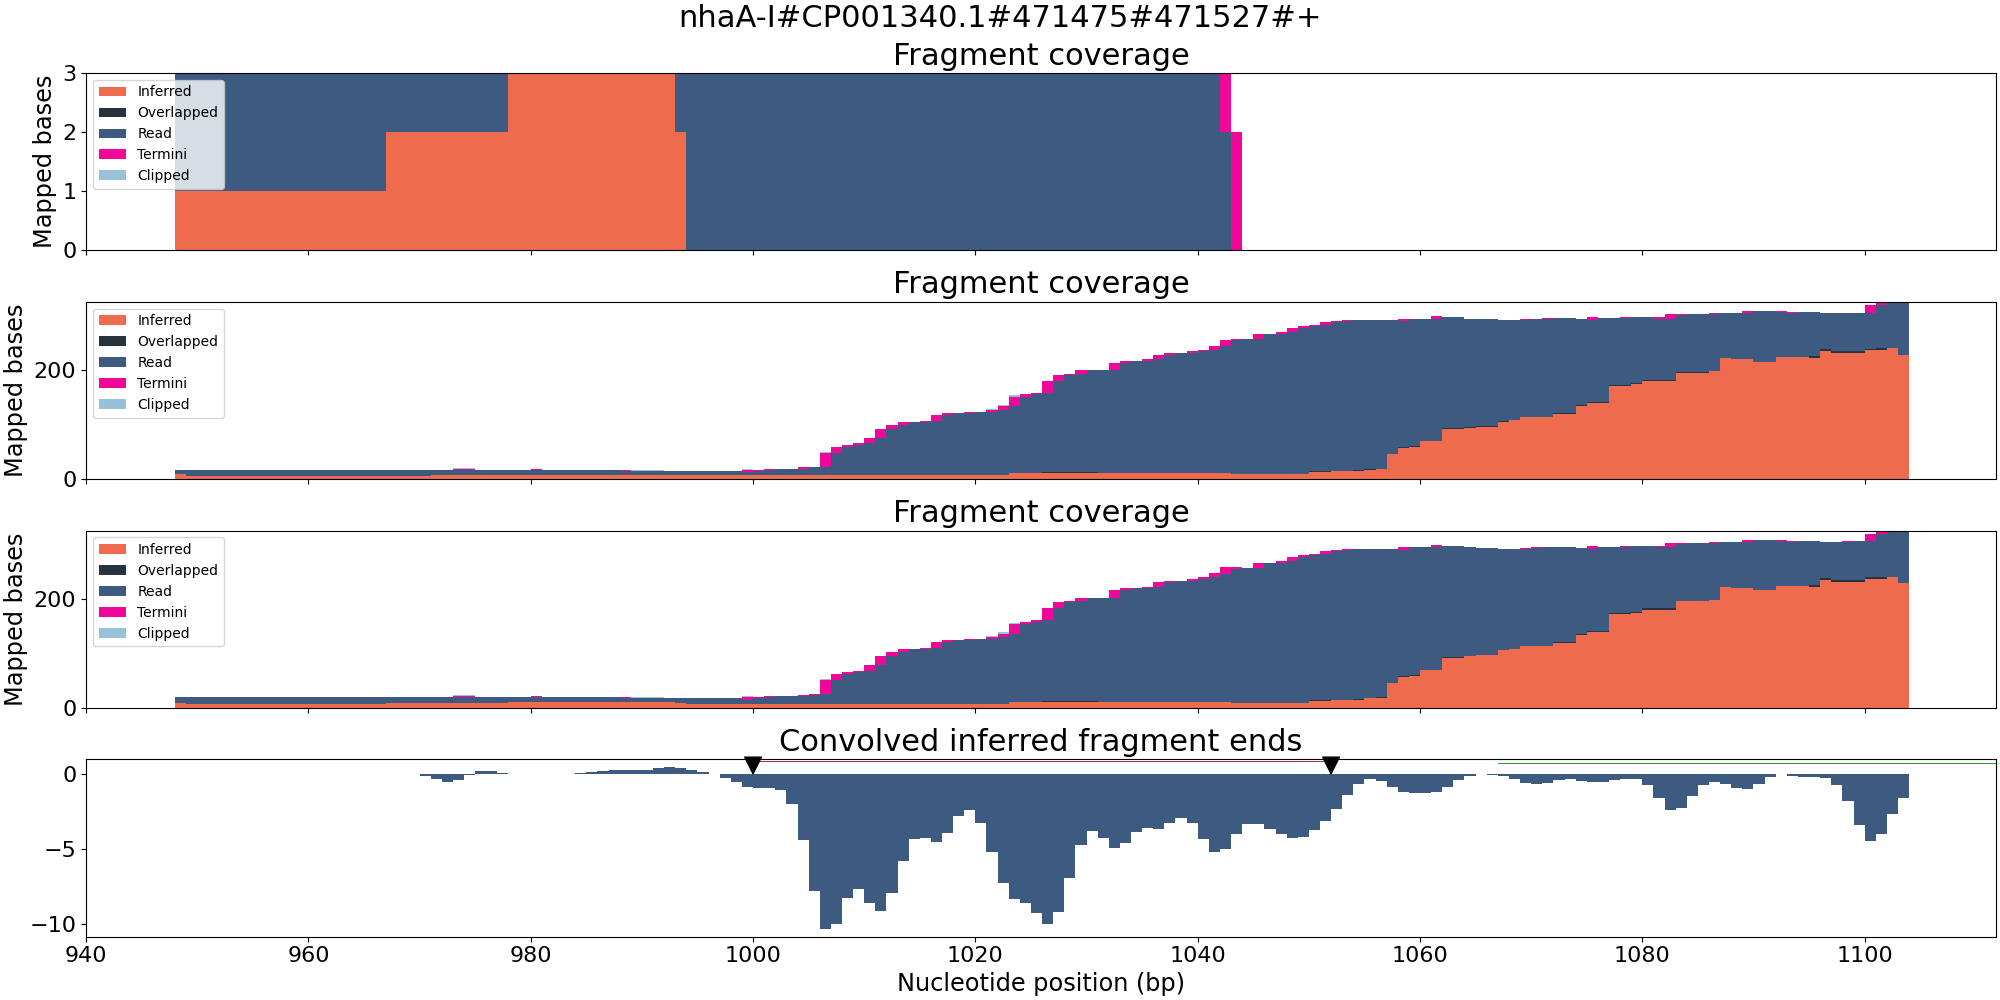 nhaA-I#CP001340.1#471475#471527#+
Fragment coverage
Mapped bases
3
2
1
0
Inferred
Overlapped
Read
Termini
Clipped
Fragment coverage
Mapped bases
200
0
Inferred
Overlapped
Read
Termini
Clipped
Fragment coverage
Mapped bases
200
0
Inferred
Overlapped
Read
Termini
Clipped
Convolved inferred fragment ends
0
−5
−10
940 960 980 1000 1020 1040 1060 1080 1100
Nucleotide position (bp)